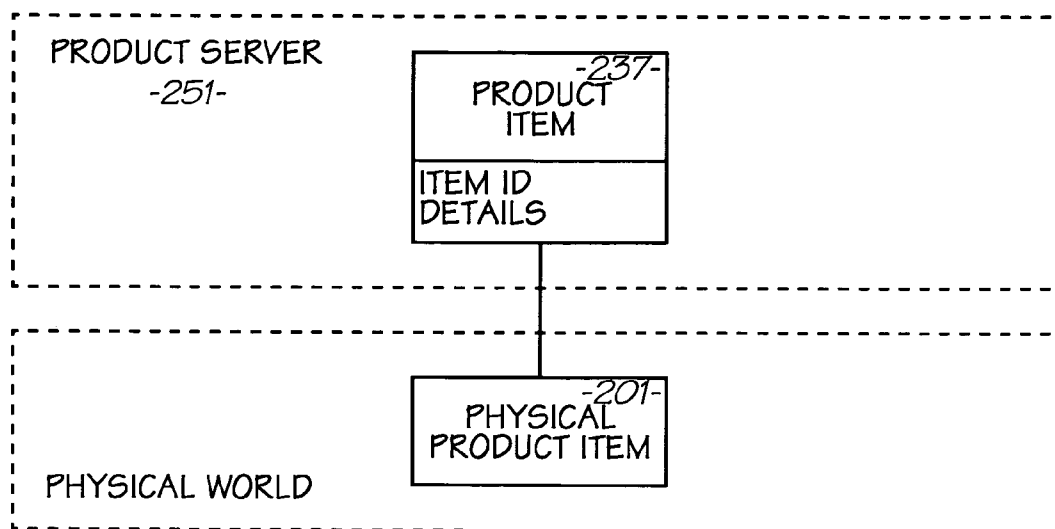 PRODUCT SERVER
-251-
-237-
PRODUCT
ITEM
ITEM ID
DETAILS
-201-
PHYSICAL
PRODUCT ITEM
PHYSICAL WORLD